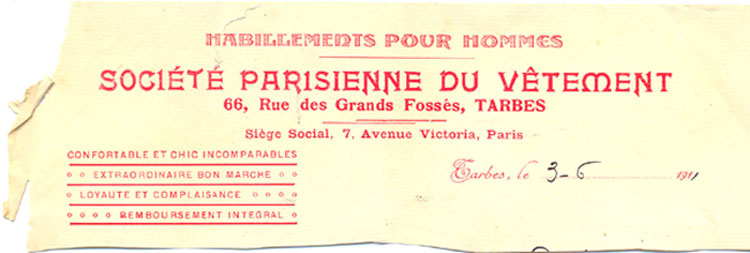 HABILLEMENTS POUR HOMMES
SOCIÉTÉ PARISIENNE DU VÊTEMENT
66, Rue des Grands Fossés, TARBES
Siège Social, 7, Avenue Victoria, Paris
CONFORTABLE ET CHIC INCOMPARABLES
EXTRAORDINAIRE BON MARCHE
LOYAUTE ET COMPLAISANCE
REMBOURSEMENT INTEGRAL
Tarbes, le 3-6 1911